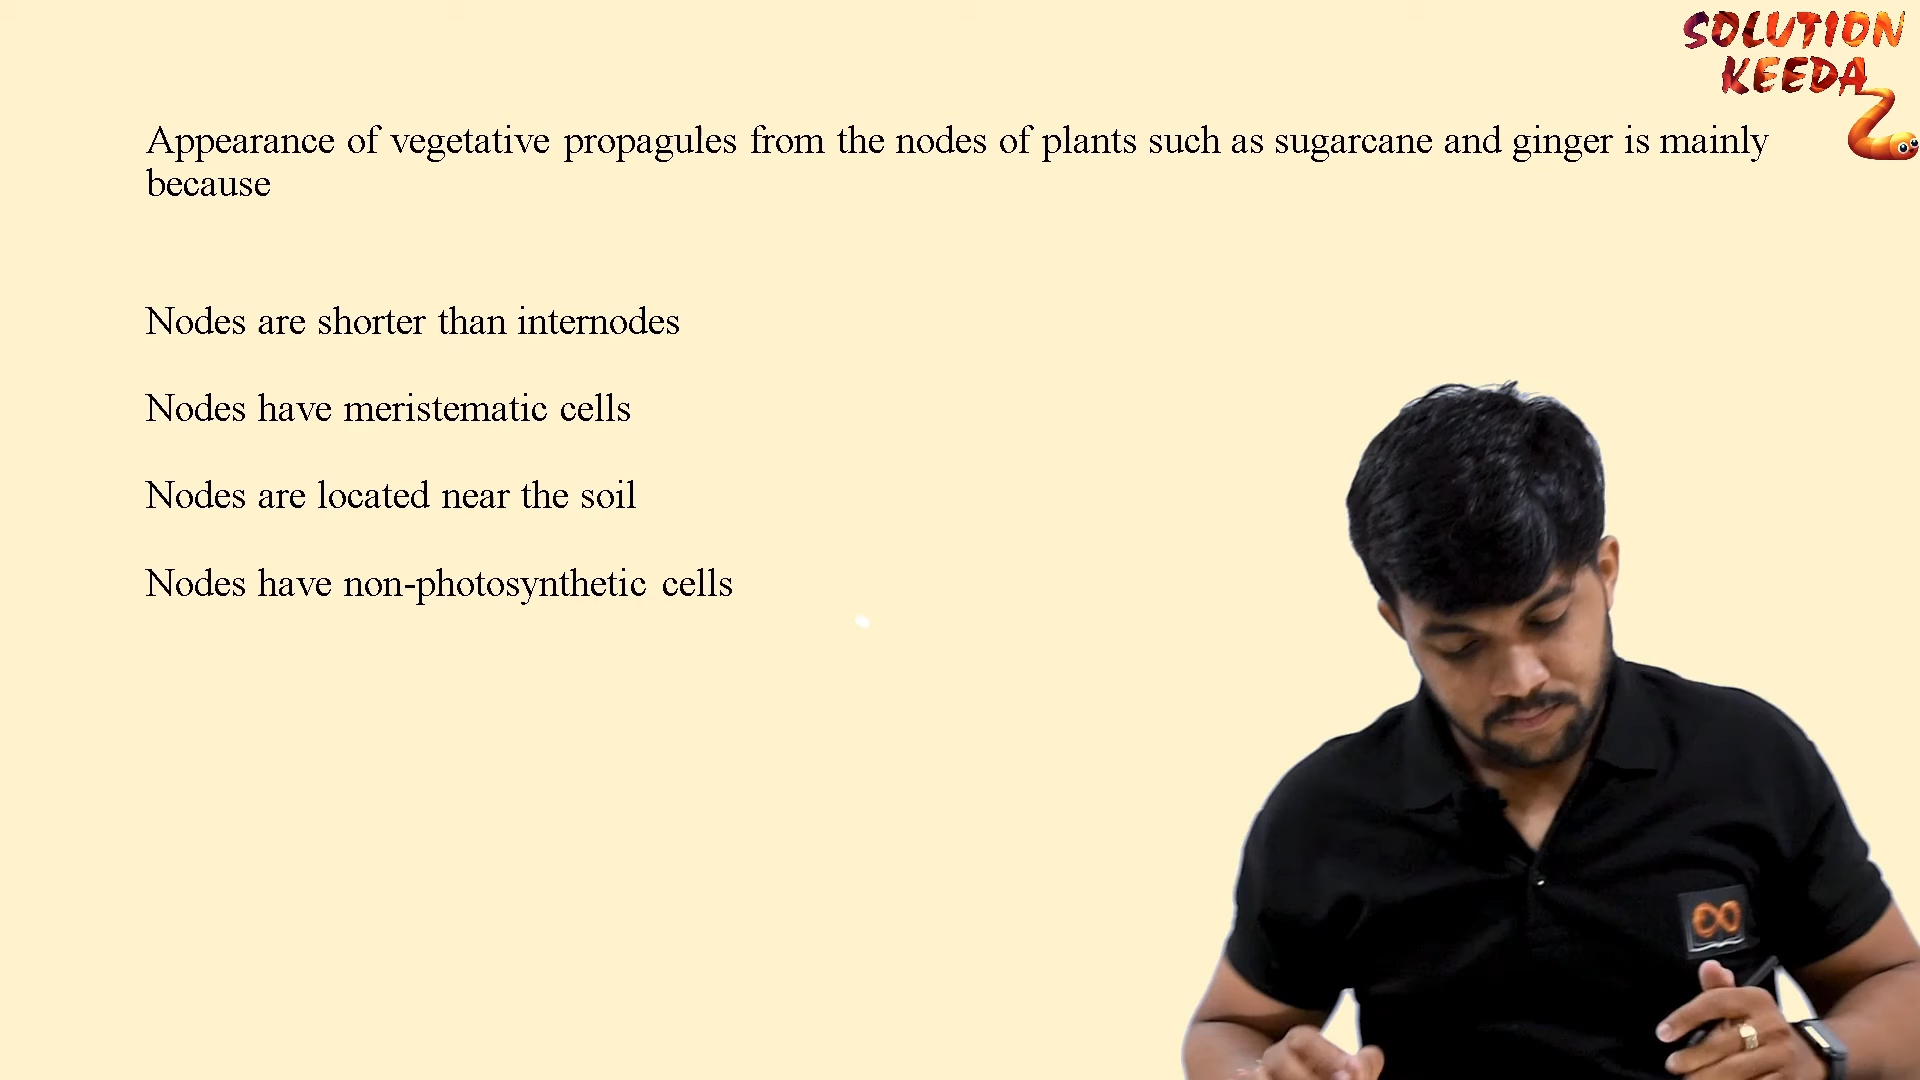 SOLUTION
KEEDA
Appearance of vegetative propagules from the nodes of plants such as sugarcane and ginger is mainly
because
Nodes are shorter than internodes
Nodes have meristematic cells
Nodes are located near the soil
Nodes have non-photosynthetic cells